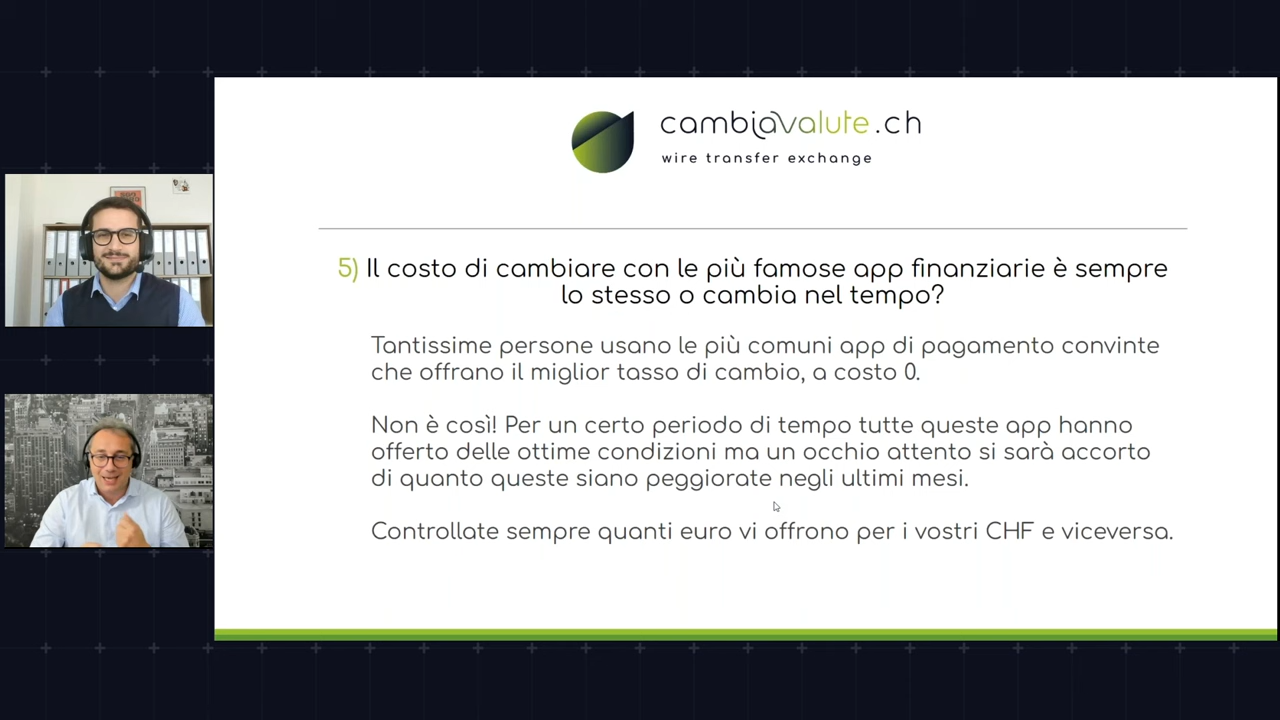 cambiavalute.ch
wire transfer exchange
5) Il costo di cambiare con le più famose app finanziarie è sempre
lo stesso o cambia nel tempo?
Tantissime persone usano le più comuni app di pagamento convinte
che offrano il miglior tasso di cambio, a costo 0.
Non è così! Per un certo periodo di tempo tutte queste app hanno
offerto delle ottime condizioni ma un occhio attento si sarà accorto
di quanto queste siano peggiorate negli ultimi mesi.
Controllate sempre quanti euro vi offrono per i vostri CHF e viceversa.